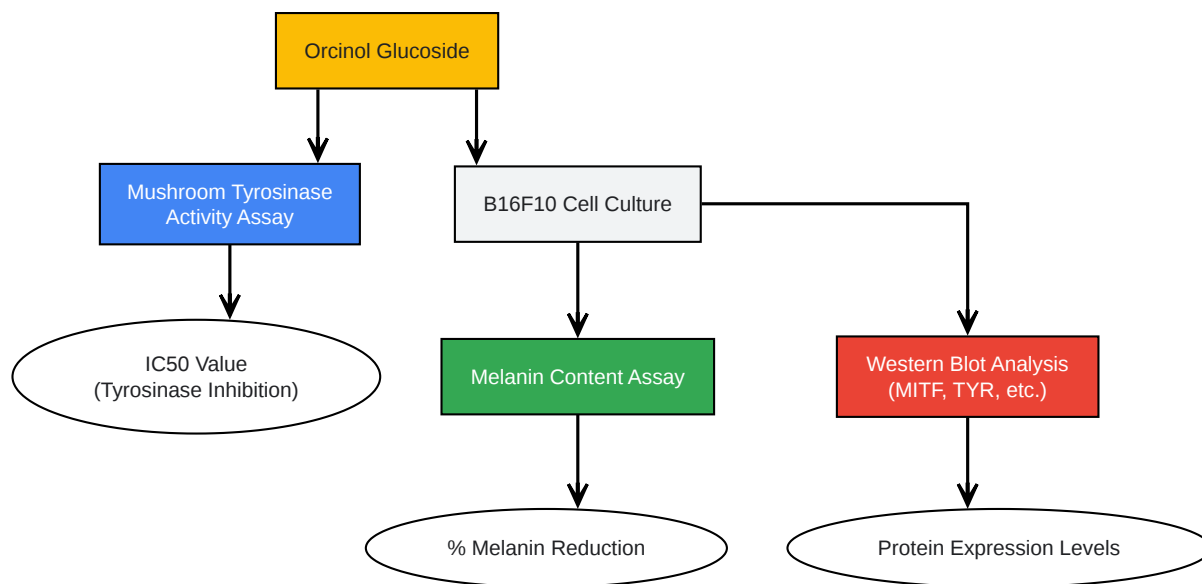 Orcinol Glucoside
Mushroom Tyrosinase
Activity Assay
B16F10 Cell Culture
IC50 Value
(Tyrosinase Inhibition)
Melanin Content Assay
Western Blot Analysis
(MITF, TYR, etc.)
% Melanin Reduction
Protein Expression Levels